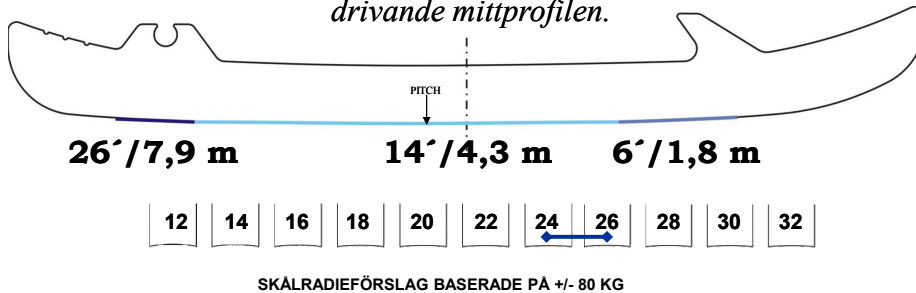 drivande mittprofilen.
PITCH
26´/7,9 m 14´/4,3 m 6´/1,8 m
12 14 16 18 20 22 24 26 28 30 32
SKÅLRADIEFÖRSLAG BASERADE PÅ +/- 80 KG